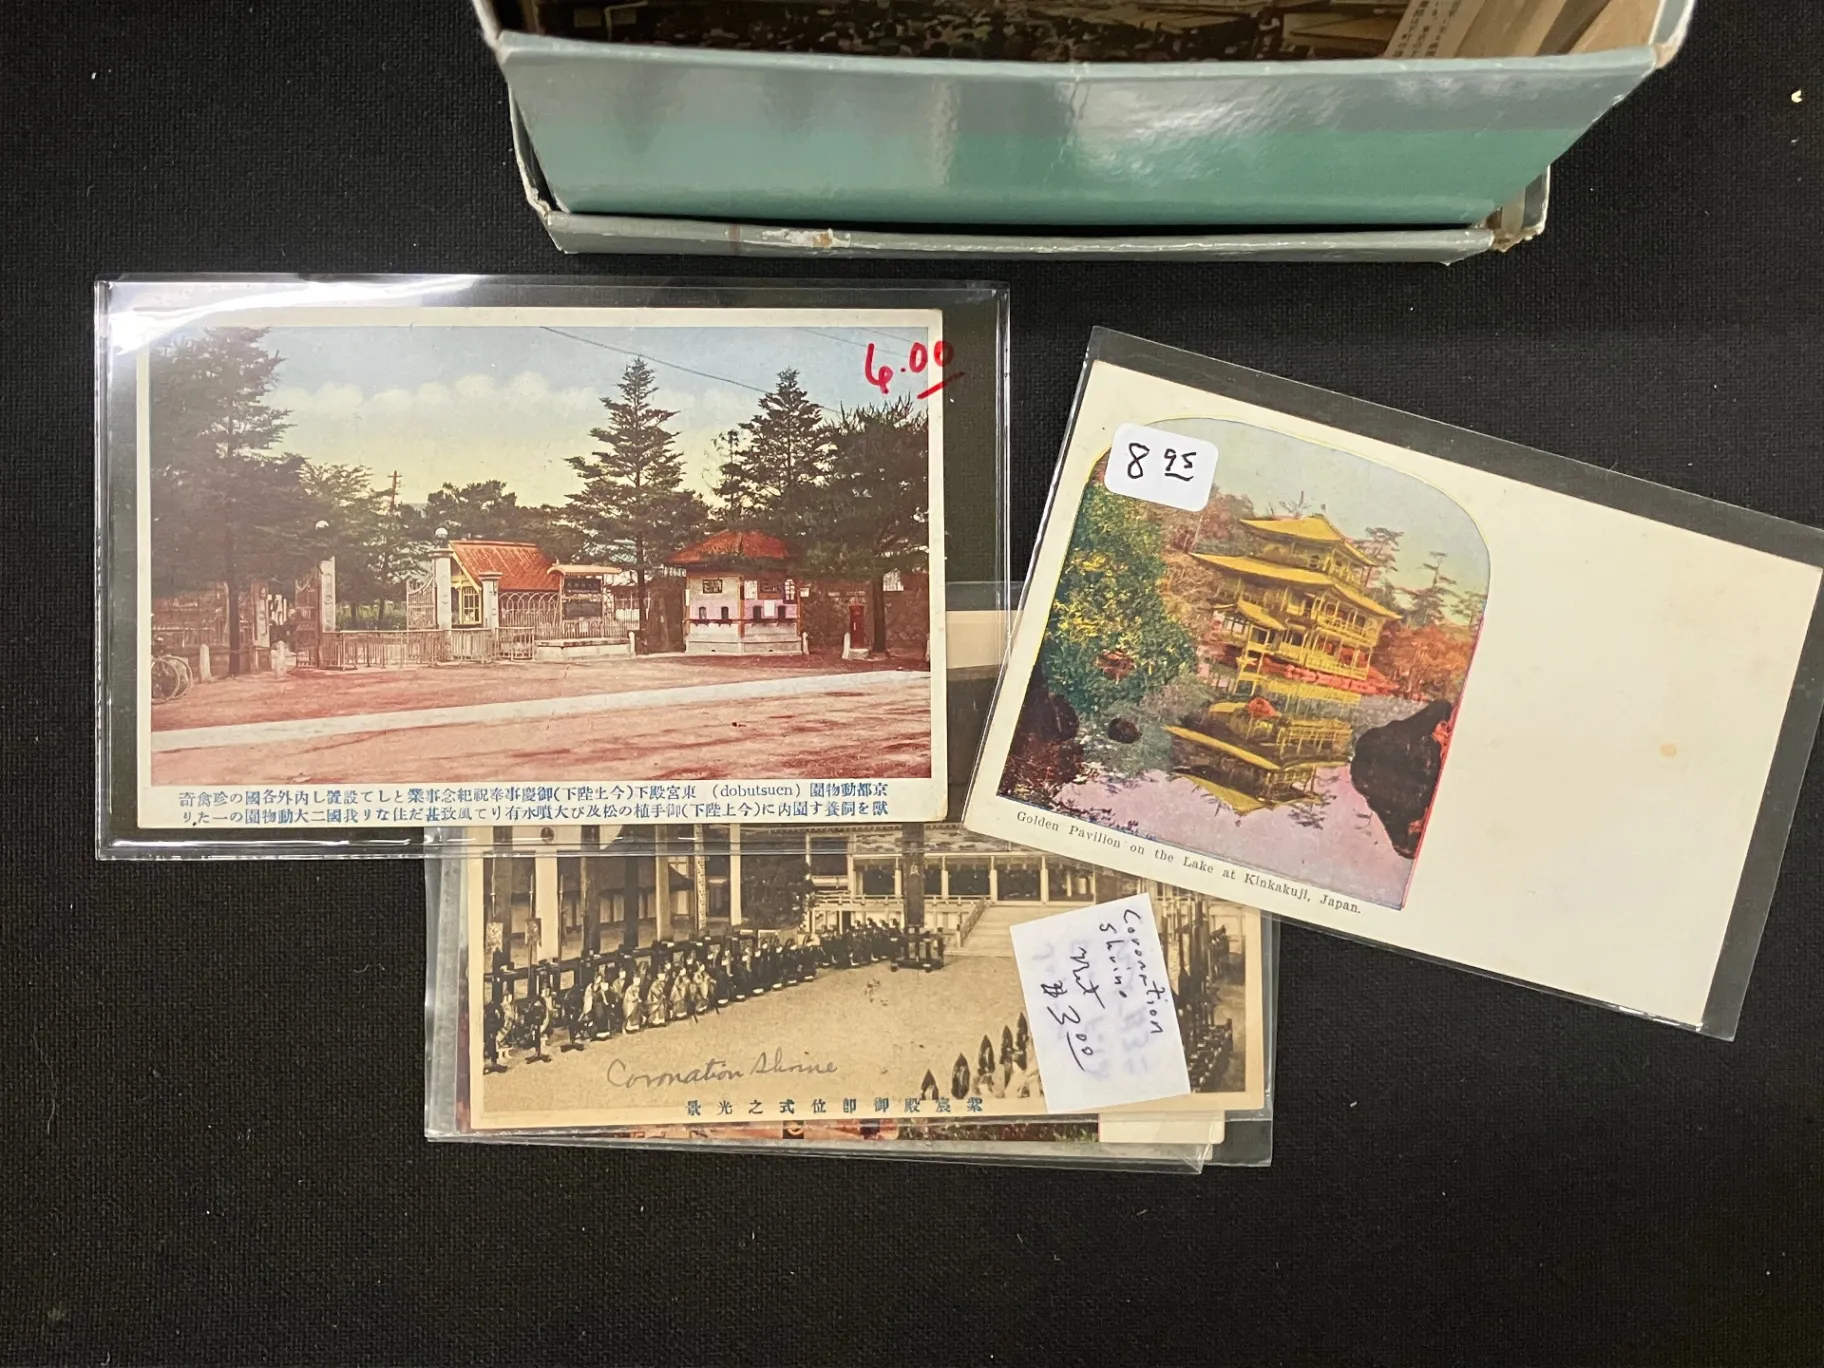 6.00
京都動物園 (dobutsuen) 東宮殿下(今上陛下)御慶事奉祝紀念事業として設置し内外各國の珍禽奇
獸を飼養す園内に(今上陛下)御手植の松及び大噴水有りて風致甚だ佳なり我國二大動物園の一たり
8 95
Golden Pavilion on the Lake at Kinkakuji, Japan.
Coronation
Shrine
$3.00
Coronation Shrine
紫宸殿御即位式之光景